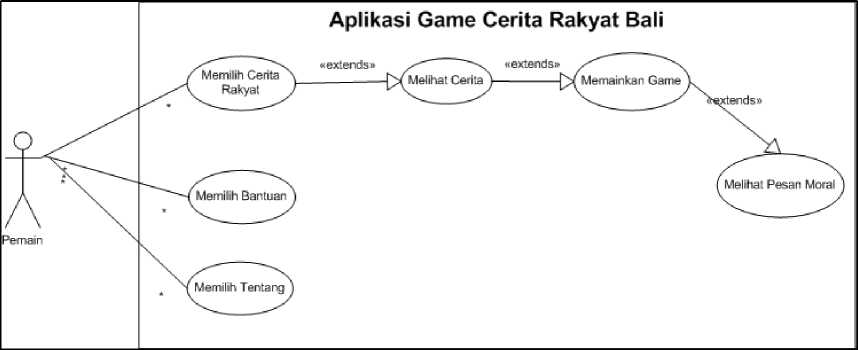 Aplikasi Game Cerita Rakyat Bali
Memilih Cerita
Rakyat
«extends»
Melihat Cerita
«extends»
Memainkan Game
«extends»
Melihat Pesan Moral
*
*
*
*
Memilih Bantuan
*
Pemain
Memilih Tentang
*